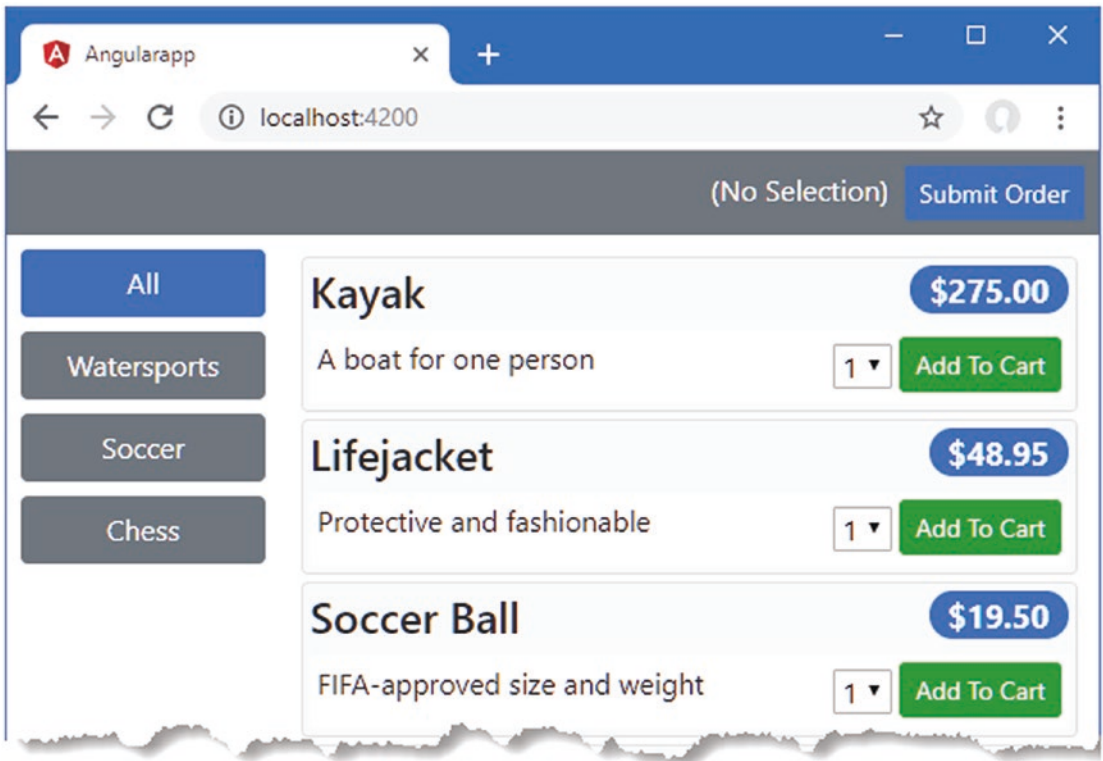 Angularapp
localhost:4200
(No Selection) Submit Order
All
Watersports
Soccer
Chess
Kayak $275.00
A boat for one person 1 Add To Cart
Lifejacket $48.95
Protective and fashionable 1 Add To Cart
Soccer Ball $19.50
FIFA-approved size and weight 1 Add To Cart